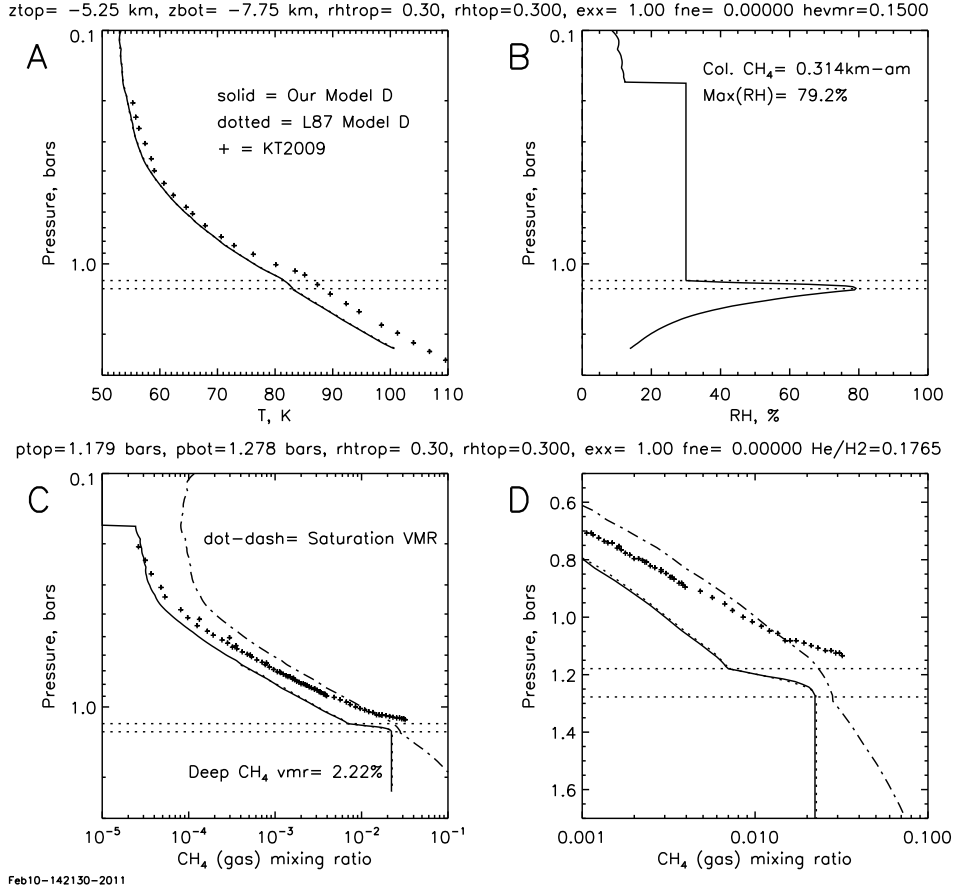 ztop= −5.25 km, zbot= −7.75 km, rhtrop= 0.30, rhtop=0.300, exx= 1.00 fne= 0.00000 hevmr=0.1500
A
solid = Our Model D
dotted = L87 Model D
+ = KT2009
0.1
1.0
Pressure, bars
50 60 70 80 90 100 110
T, K
B
Col. CH₄= 0.314km−am
Max(RH)= 79.2%
0.1
1.0
Pressure, bars
0 20 40 60 80 100
RH, %
ptop=1.179 bars, pbot=1.278 bars, rhtrop= 0.30, rhtop=0.300, exx= 1.00 fne= 0.00000 He/H2=0.1765
C
dot−dash= Saturation VMR
0.1
1.0
Pressure, bars
Deep CH₄ vmr= 2.22%
10⁻⁵ 10⁻⁴ 10⁻³ 10⁻² 10⁻¹
CH₄ (gas) mixing ratio
D
0.6
0.8
1.0
1.2
1.4
1.6
Pressure, bars
0.001 0.010 0.100
CH₄ (gas) mixing ratio
Feb10−142130−2011